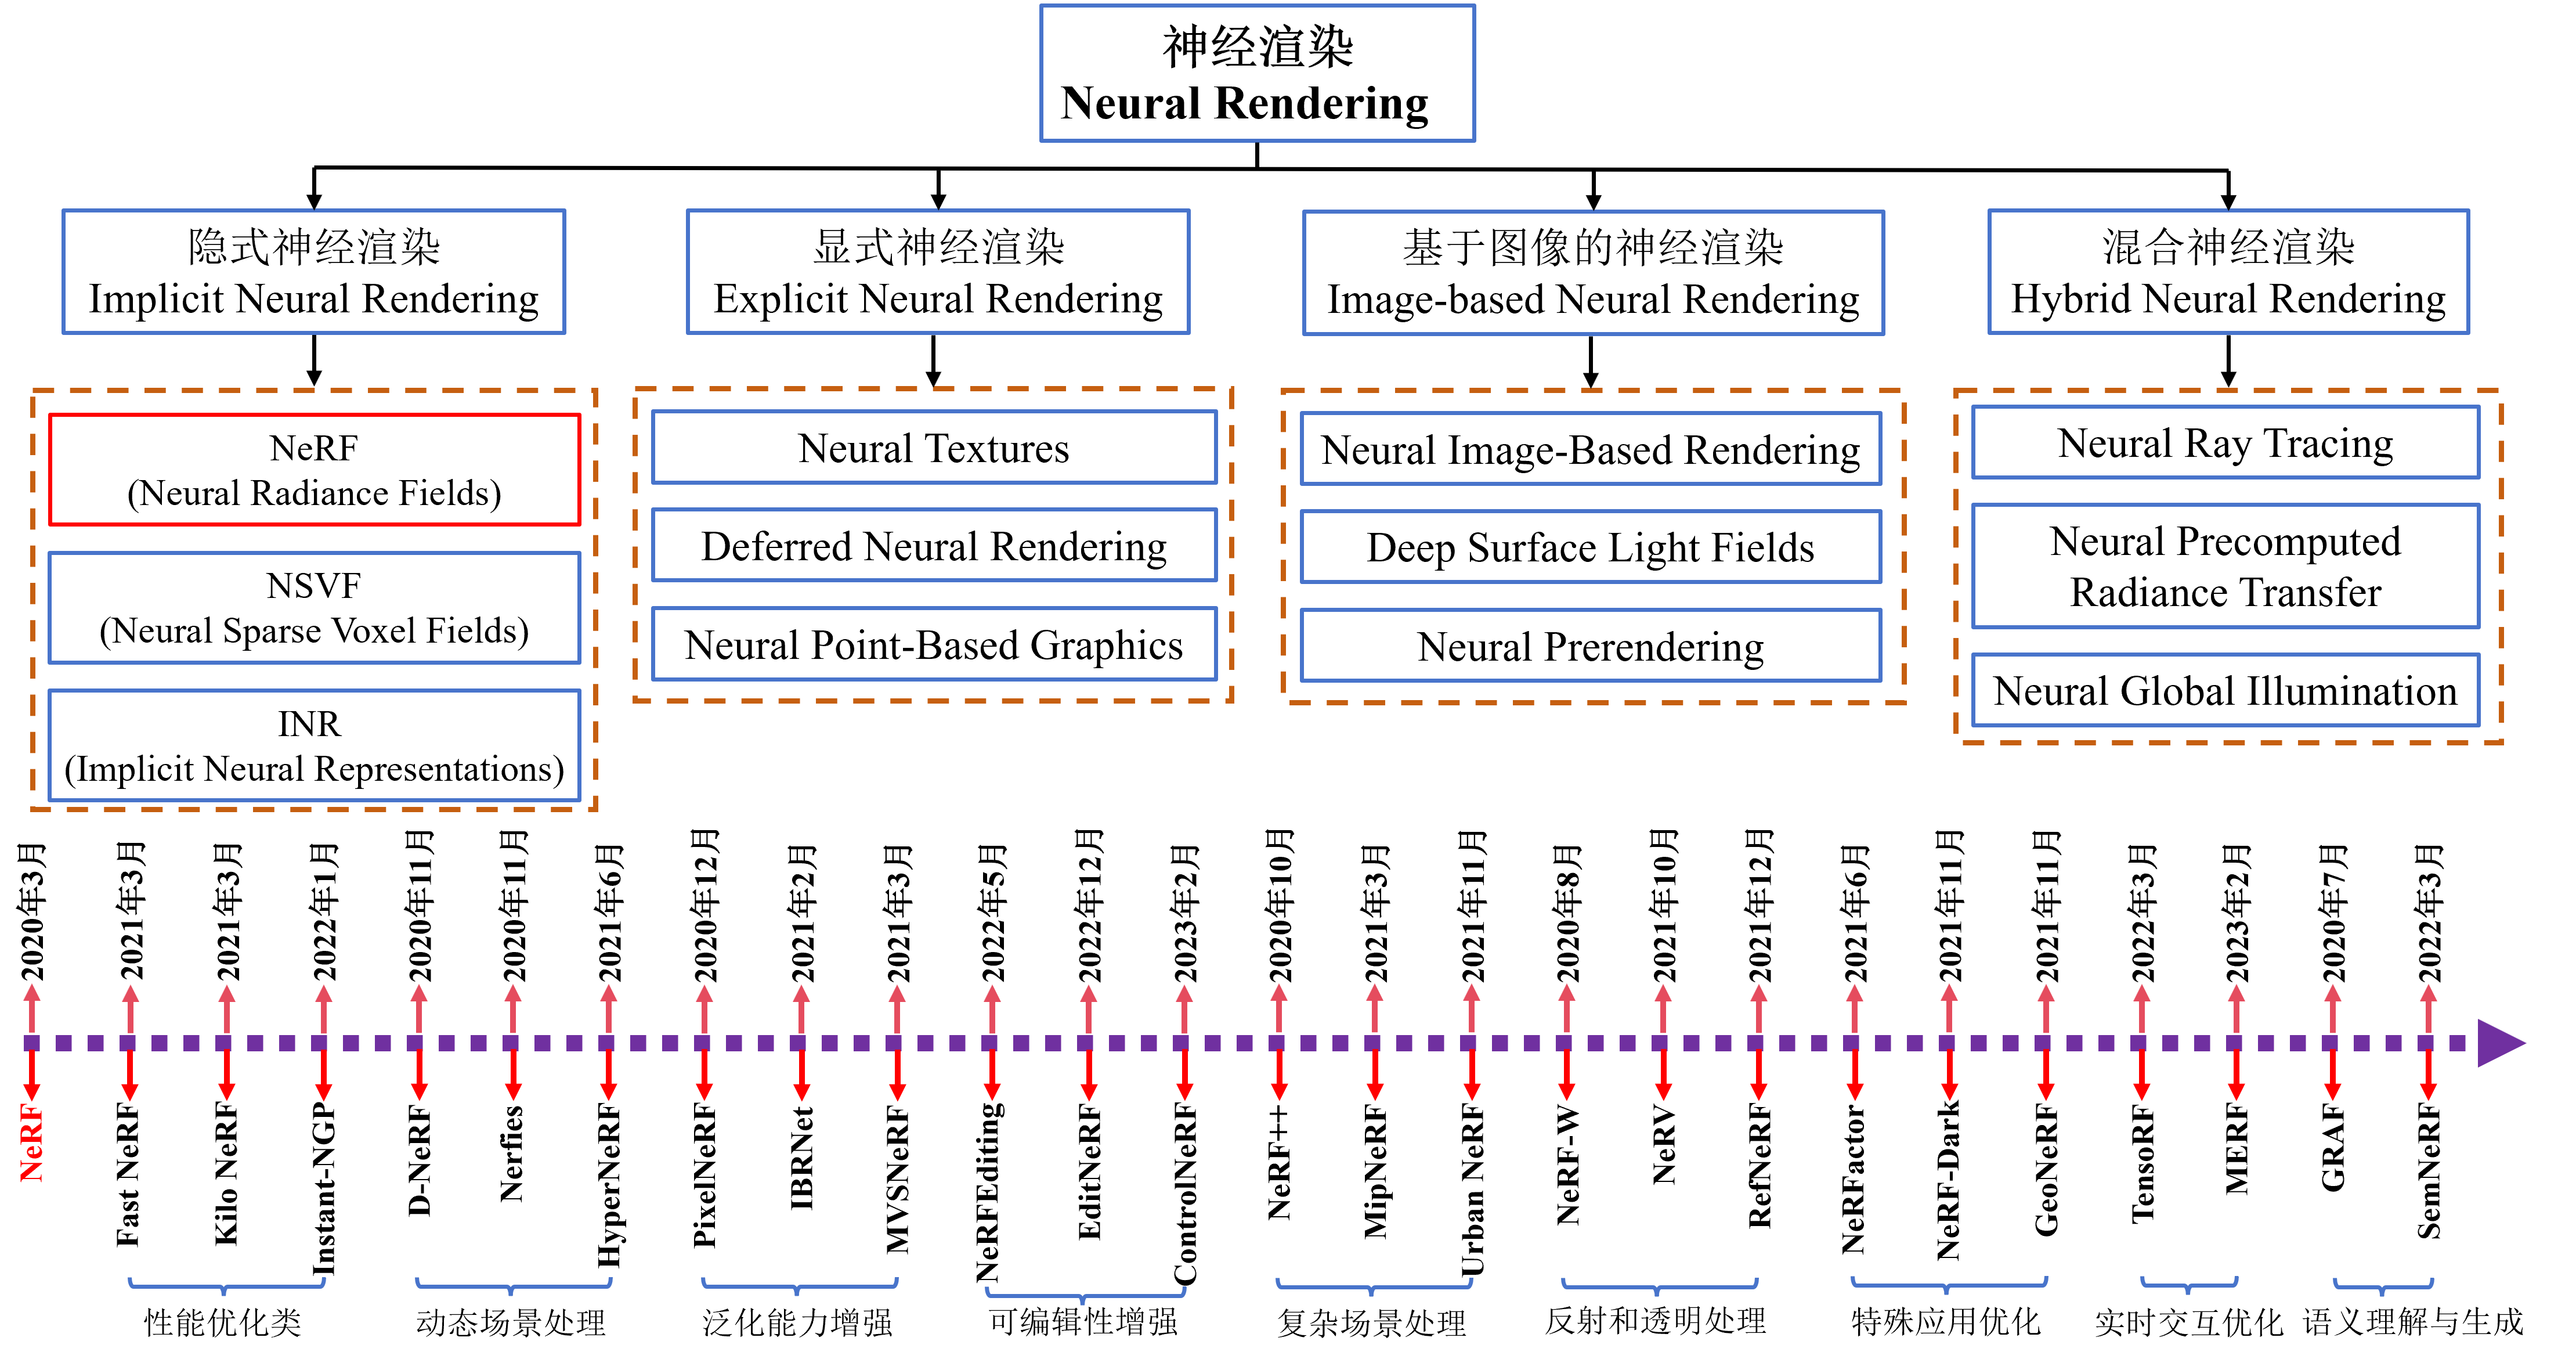 神经渲染
Neural Rendering
隐式神经渲染
Implicit Neural Rendering
显式神经渲染
Explicit Neural Rendering
基于图像的神经渲染
Image-based Neural Rendering
混合神经渲染
Hybrid Neural Rendering
NeRF
(Neural Radiance Fields)
NSVF
(Neural Sparse Voxel Fields)
INR
(Implicit Neural Representations)
Neural Textures
Deferred Neural Rendering
Neural Point-Based Graphics
Neural Image-Based Rendering
Deep Surface Light Fields
Neural Prerendering
Neural Ray Tracing
Neural Precomputed
Radiance Transfer
Neural Global Illumination
2020年3月
2021年3月
2021年3月
2022年1月
2020年11月
2020年11月
2021年6月
2020年12月
2021年2月
2021年3月
2022年5月
2022年12月
2023年2月
2020年10月
2021年3月
2021年11月
2020年8月
2021年10月
2021年12月
2021年6月
2021年11月
2021年11月
2022年3月
2023年2月
2020年7月
2022年3月
NeRF
Fast NeRF
Kilo NeRF
Instant-NGP
D-NeRF
Nerfies
HyperNeRF
PixelNeRF
IBRNet
MVSNeRF
NeRFEditing
EditNeRF
ControlNeRF
NeRF++
MipNeRF
Urban NeRF
NeRF-W
NeRV
RefNeRF
NeRFactor
NeRF-Dark
GeoNeRF
TensoRF
MERF
GRAF
SemNeRF
性能优化类
动态场景处理
泛化能力增强
可编辑性增强
复杂场景处理
反射和透明处理
特殊应用优化
实时交互优化
语义理解与生成